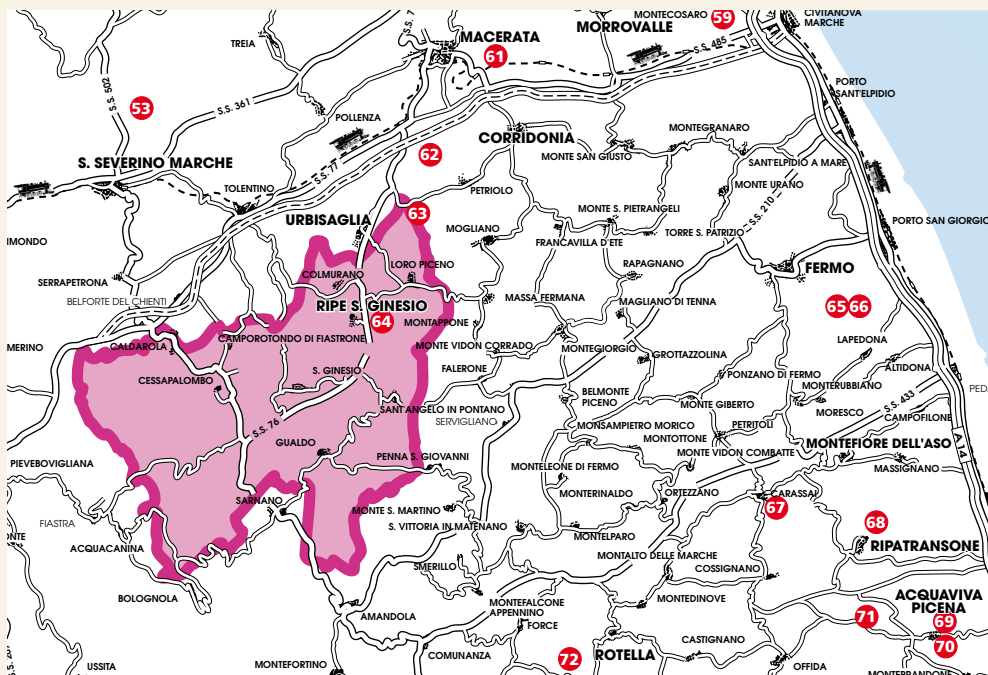 MONTECOSARO
59
CIVITANOVA
MARCHE
MORROVALLE
S.S. 7
TREIA
MACERATA
61
S.S. 485
A
S.S. 502
53
S.S. 361
PORTO
SANT'ELPIDIO
POLLENZA
CORRIDONIA
MONTEGRANARO
62
MONTE SAN GIUSTO
SANT'ELPIDIO A MARE
S. SEVERINO MARCHE
S.S. 77
TOLENTINO
PETRIOLO
MONTE URANO
S.S. 210
URBISAGLIA
63
MONTE S. PIETRANGELI
PORTO SAN GIORGIO
MOGLIANO
TORRE S. PATRIZIO
IMONDO
FRANCAVILLA D'ETE
LORO PICENO
FERMO
COLMURANO
RAPAGNANO
SERRAPETRONA
BELFORTE DEL CHIENTI
MASSA FERMANA
MAGLIANO DI TENNA
RIPE S. GINESIO
64
65
66
MONTAPPONE
CAMPOROTONDO DI FIASTRONE
LAPEDONA
MERINO
CALDAROLA
MONTE VIDON CORRADO
MONTEGIORGIO
GROTTAZZOLINA
FALERONE
S. GINESIO
ALTIDONA
CESSAPALOMBO
PONZANO DI FERMO
MONTERUBBIANO
PED
BELMONTE
PICENO
MONTE GIBERTO
MORESCO
S.S. 433
SANT'ANGELO IN PONTANO
SERVIGLIANO
CAMPOFILONE
S.S. 76
MONSAMPIETRO MORICO
PETRITOLI
MONTOTTONE
GUALDO
MONTEFIORE DELL'ASO
A 14
PENNA S. GIOVANNI
MONTE VIDON COMBATTE
PIEVEBOVIGLIANA
MONTELEONE DI FERMO
MASSIGNANO
SARNANO
MONTERINALDO
ORTEZZANO
CARASSAI
MONTE S. MARTINO
67
FIASTRA
S. VITTORIA IN MATENANO
68
ONTE
MONTELPARO
ACQUACANINA
RIPATRANSONE
MONTALTO DELLE MARCHE
SMERILLO
COSSIGNANO
BOLOGNOLA
MONTEDINOVE
ACQUAVIVA
PICENA
MONTEFALCONE
APPENNINO
AMANDOLA
71
69
FORCE
CASTIGNANO
70
COMUNANZA
72
ROTELLA
USSITA
MONTEFORTINO
OFFIDA
MONTEPRANDONE